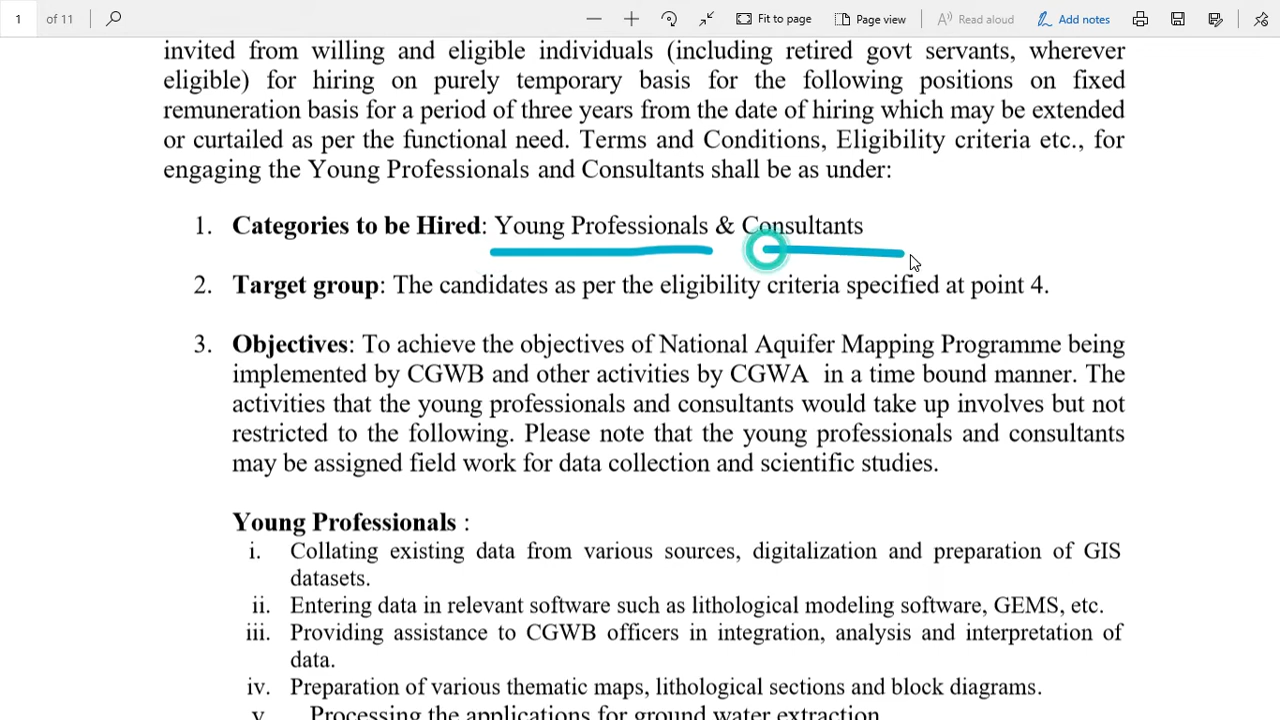 1 of 11 Fit to page Page view Read aloud Add notes
invited from willing and eligible individuals (including retired govt servants, wherever
eligible) for hiring on purely temporary basis for the following positions on fixed
remuneration basis for a period of three years from the date of hiring which may be extended
or curtailed as per the functional need. Terms and Conditions, Eligibility criteria etc., for
engaging the Young Professionals and Consultants shall be as under:
1. Categories to be Hired: Young Professionals & Consultants
2. Target group: The candidates as per the eligibility criteria specified at point 4.
3. Objectives: To achieve the objectives of National Aquifer Mapping Programme being
implemented by CGWB and other activities by CGWA in a time bound manner. The
activities that the young professionals and consultants would take up involves but not
restricted to the following. Please note that the young professionals and consultants
may be assigned field work for data collection and scientific studies.
Young Professionals :
i. Collating existing data from various sources, digitalization and preparation of GIS
datasets.
ii. Entering data in relevant software such as lithological modeling software, GEMS, etc.
iii. Providing assistance to CGWB officers in integration, analysis and interpretation of
data.
iv. Preparation of various thematic maps, lithological sections and block diagrams.
v. Processing the applications for ground water extraction